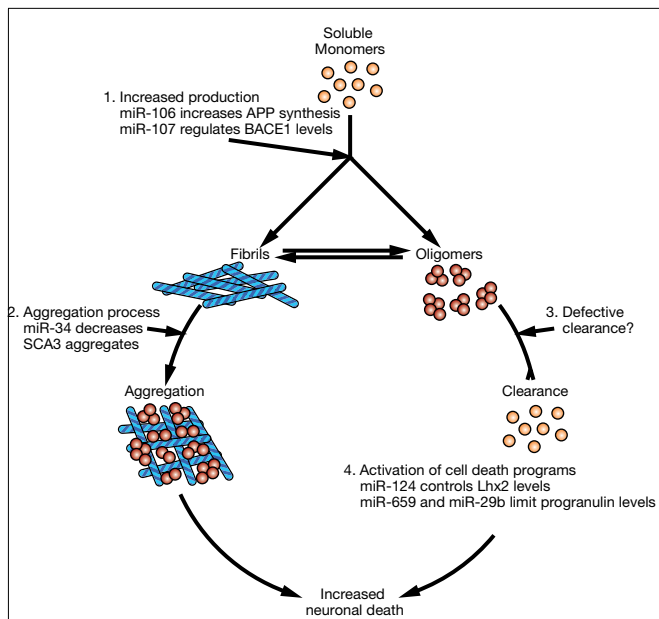 Soluble
Monomers
1. Increased production
miR-106 increases APP synthesis
miR-107 regulates BACE1 levels
Fibrils
Oligomers
2. Aggregation process
miR-34 decreases
SCA3 aggregates
3. Defective
clearance?
Aggregation
Clearance
4. Activation of cell death programs
miR-124 controls Lhx2 levels
miR-659 and miR-29b limit progranulin levels
Increased
neuronal death